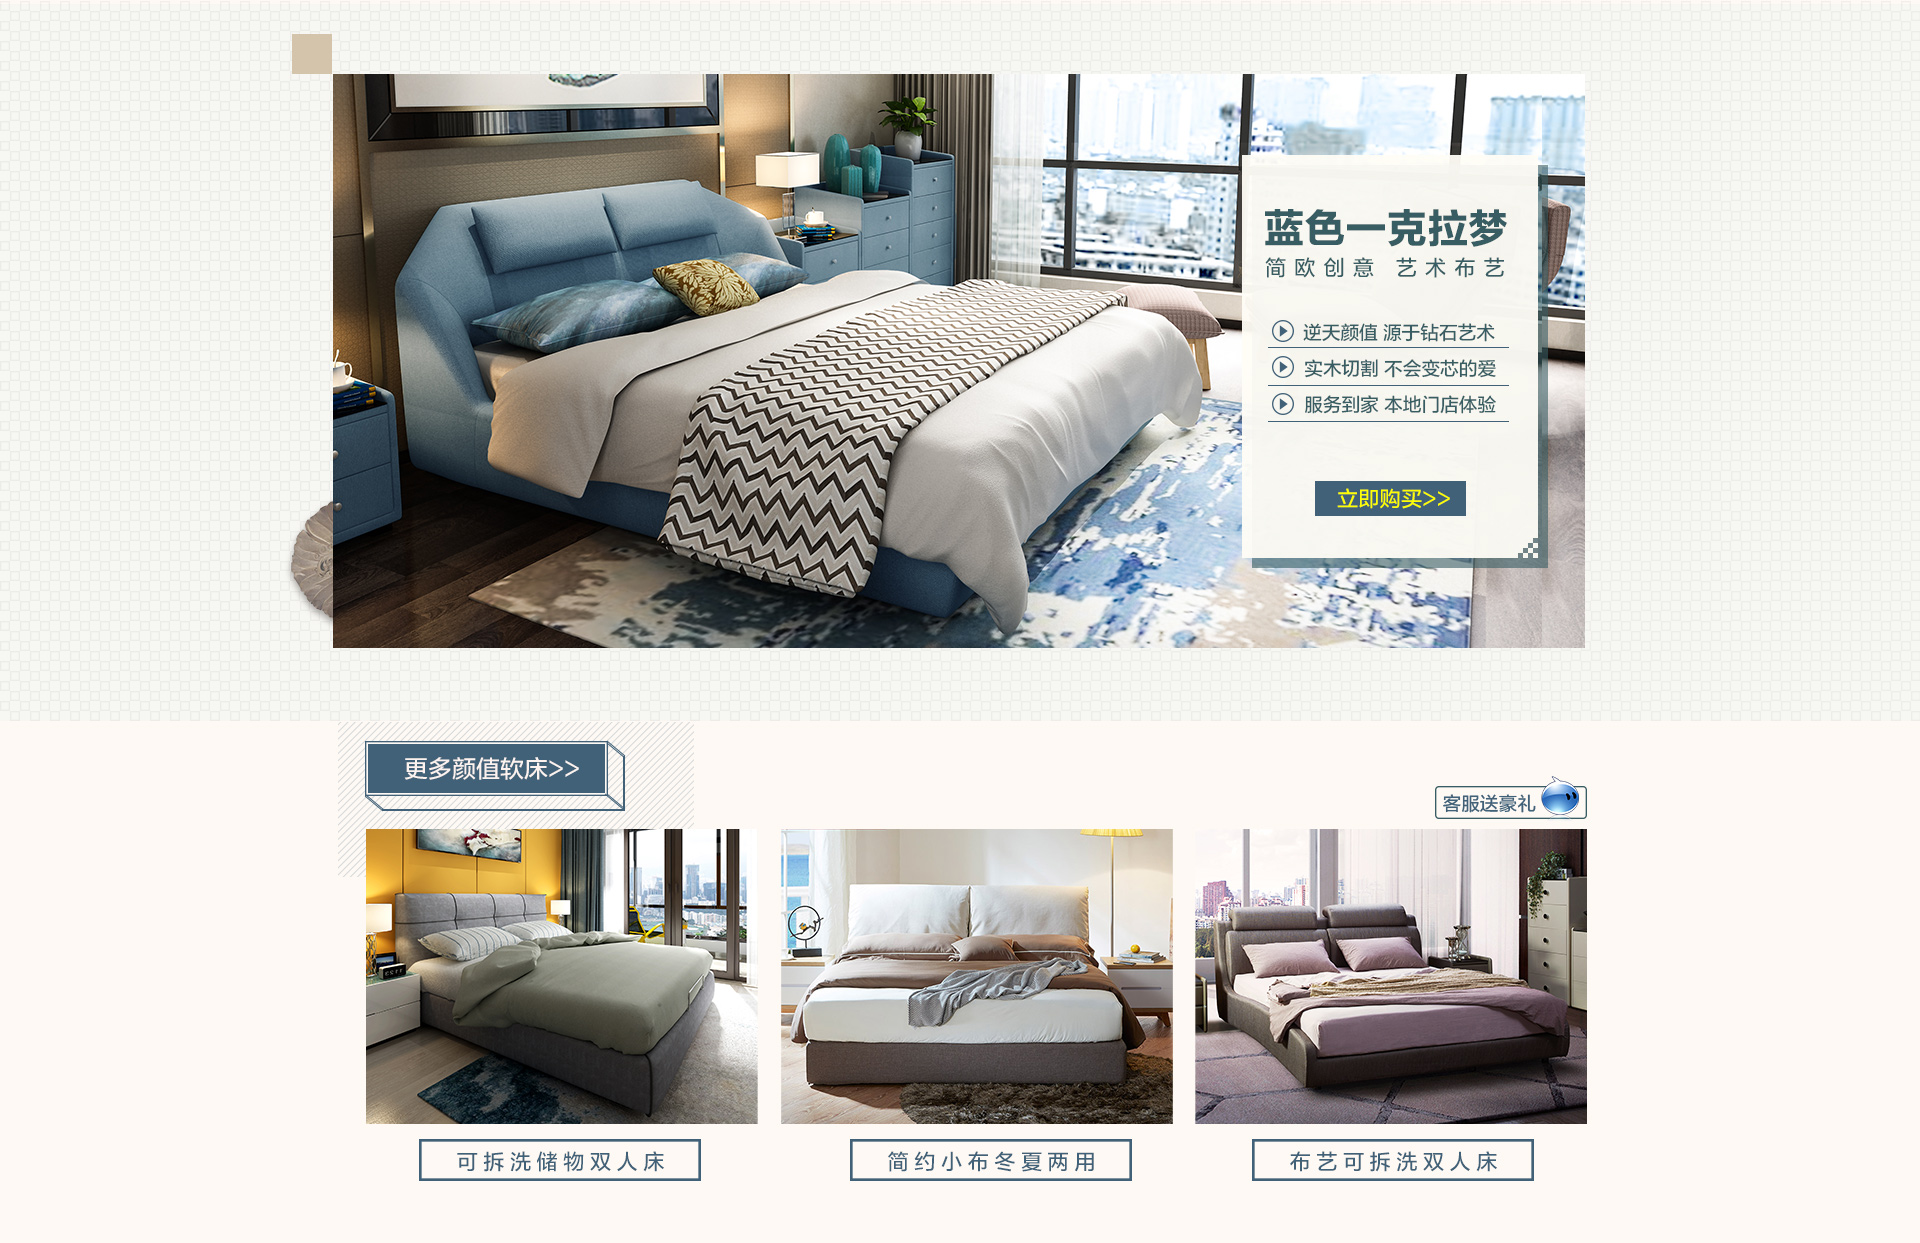 蓝色一克拉梦
简欧创意 艺术布艺
逆天颜值 源于钻石艺术
实木切割 不会变芯的爱
服务到家 本地门店体验
立即购买>>
更多颜值软床>>
客服送豪礼
可拆洗储物双人床
简约小布冬夏两用
布艺可拆洗双人床